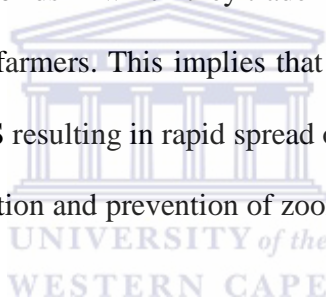 farmers. This implies that
resulting in rapid spread
tion and prevention of zoo
UNIVERSITY of the
WESTERN CAPE